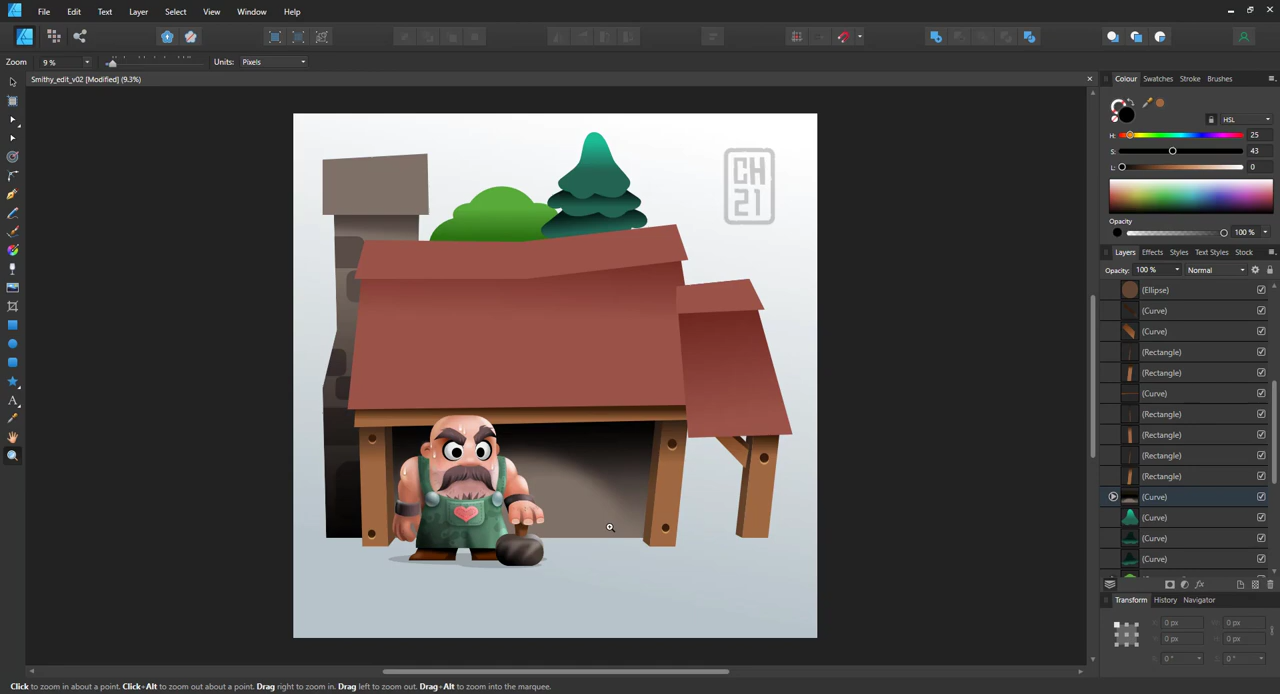 File Edit Text Layer Select View Window Help
Zoom 9 % Units: Pixels
Smithy_edit_v02 [Modified] (9.3%)
CH
21
Colour Swatches Stroke Brushes
HSL
H: 25
S: 43
L: 0
Opacity
100 %
Layers Effects Styles Text Styles Stock
Opacity: 100 % Normal
(Ellipse)
(Curve)
(Curve)
(Rectangle)
(Rectangle)
(Curve)
(Rectangle)
(Rectangle)
(Rectangle)
(Rectangle)
(Curve)
(Curve)
(Curve)
(Curve)
Transform History Navigator
X: 0 px W: 0 px
Y: 0 px H: 0 px
0 ° S: 0 °
Click to zoom in about a point. Click+Alt to zoom out about a point. Drag right to zoom in. Drag left to zoom out. Drag+Alt to zoom into the marquee.